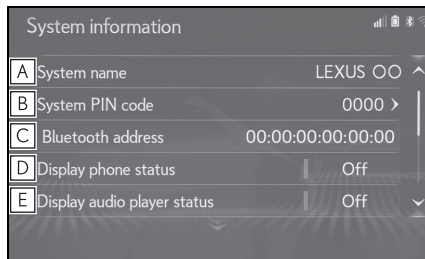 System information
A System name LEXUS OO
B System PIN code 0000 >
C Bluetooth address 00:00:00:00:00:00
D Display phone status Off
E Display audio player status Off